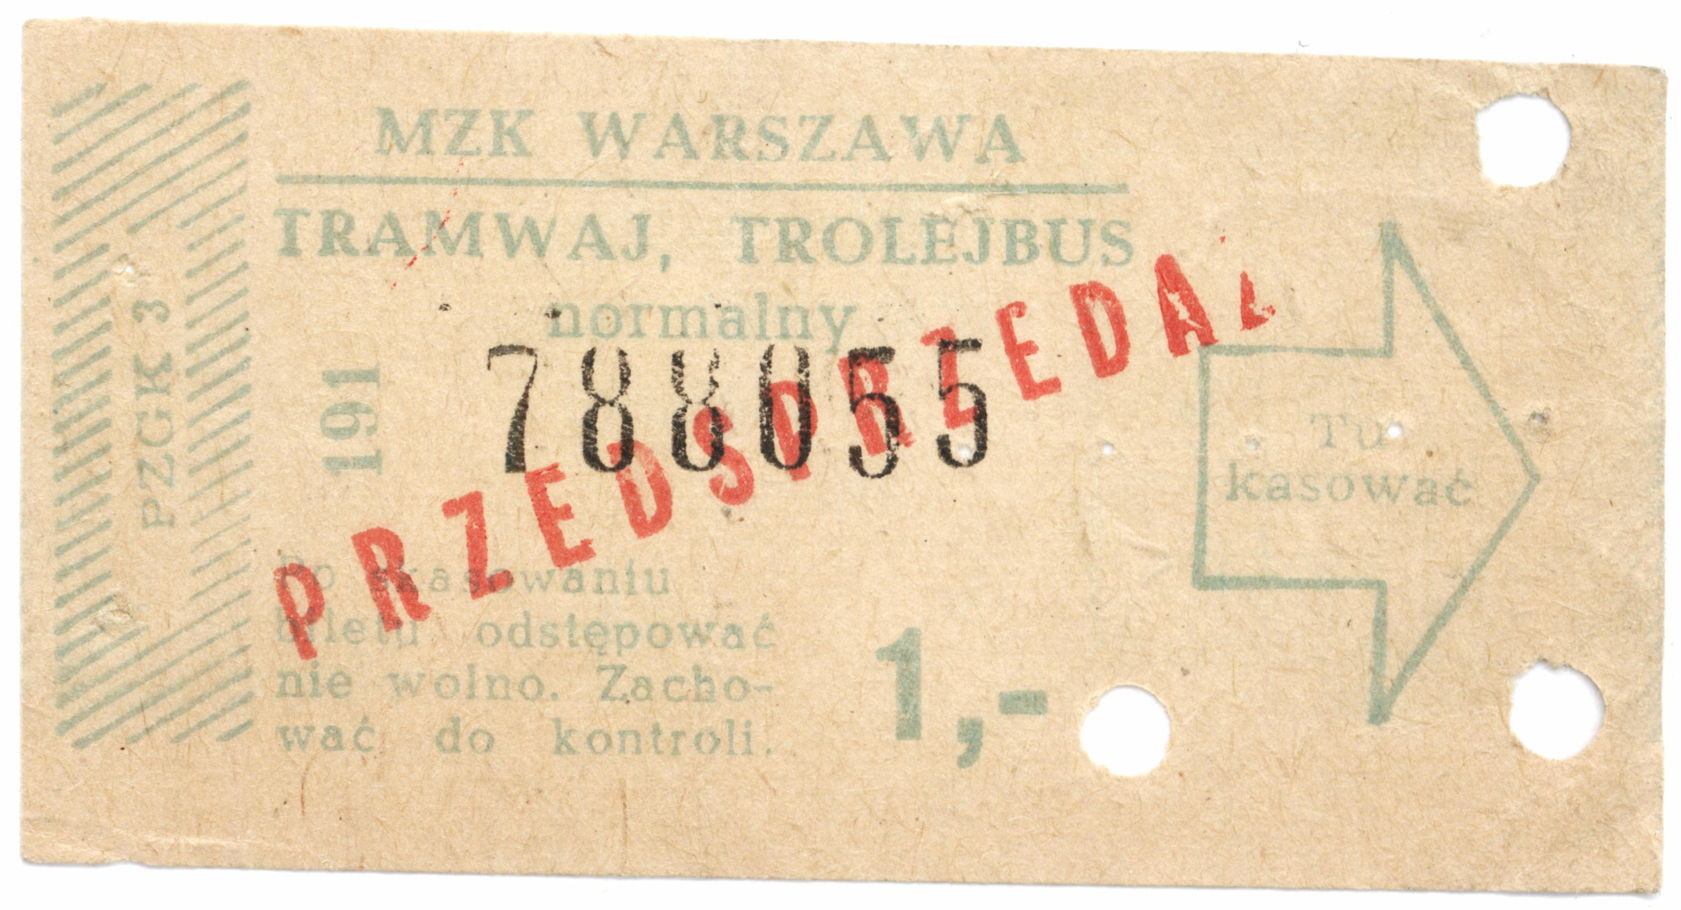 MZK WARSZAWA
TRAMWAJ, TROLEJBUS
normalny
788055
191
PZGK 3
PRZEDSPRZEDAŻ
Tu
kasować
Po skasowaniu
biletu odstępować
nie wolno. Zacho-
wać do kontroli.
1,-